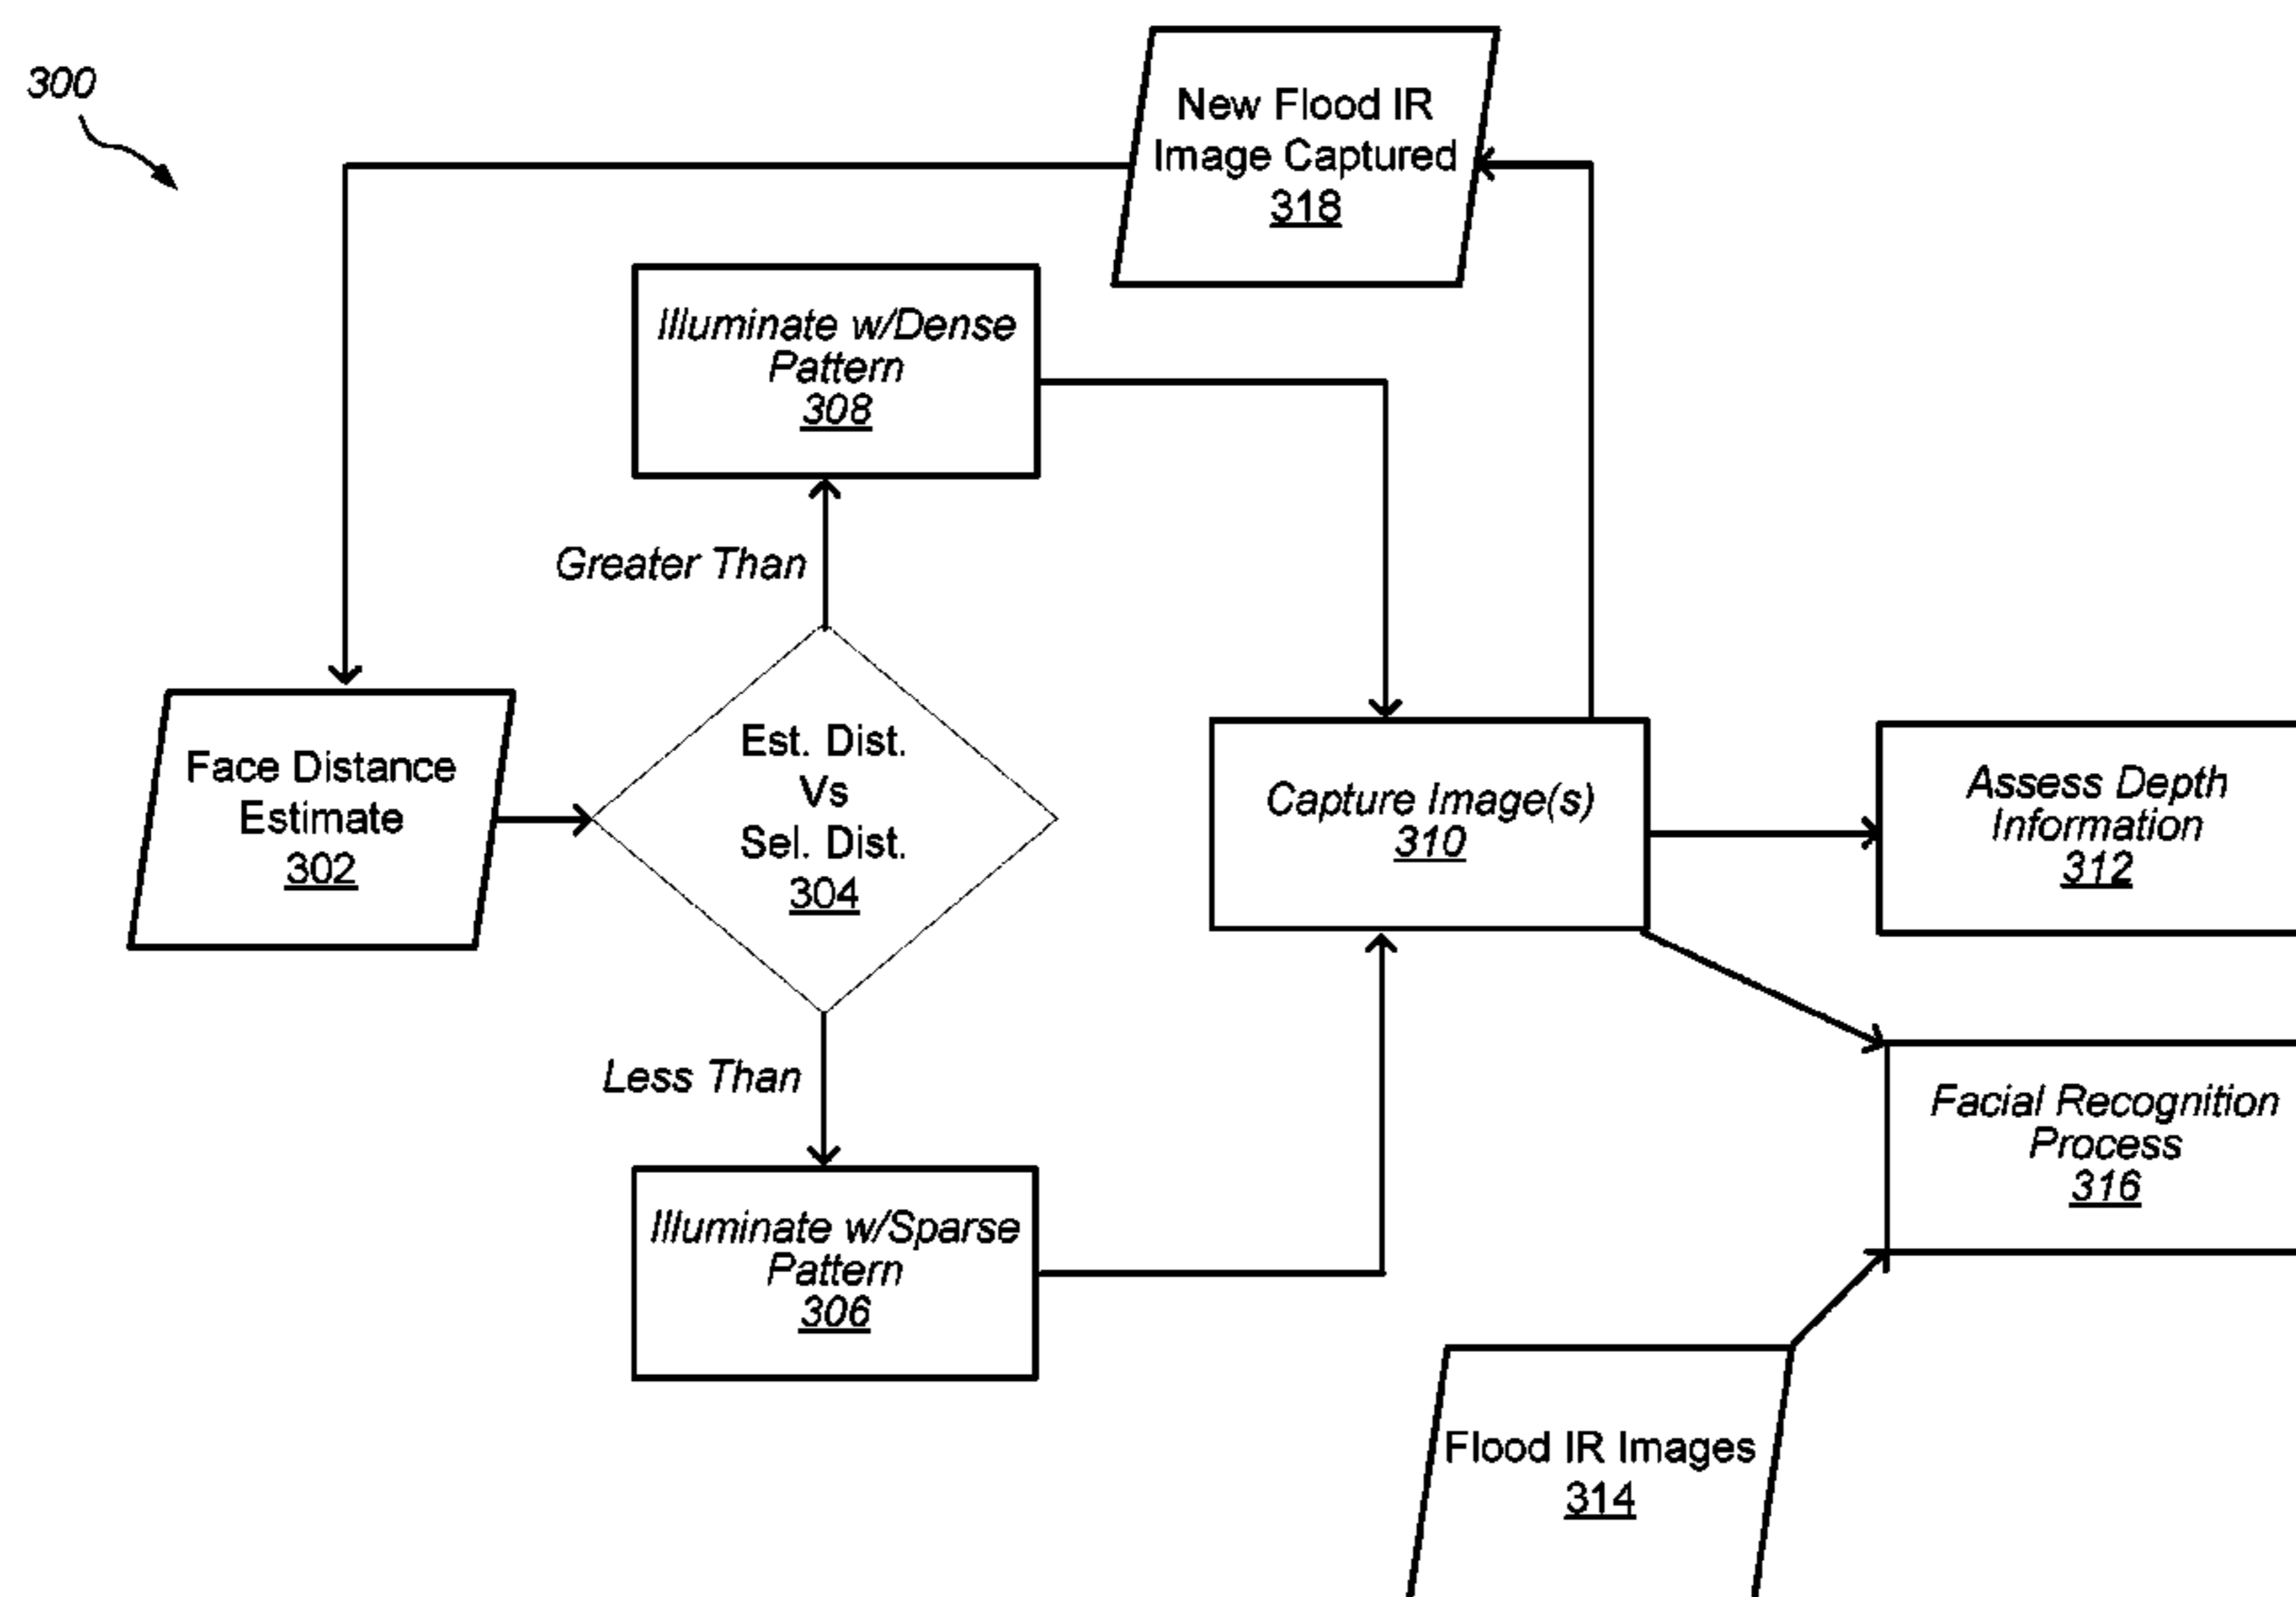 300
New Flood IR
Image Captured
318
Illuminate w/Dense
Pattern
308
Greater Than
Face Distance
Estimate
302
Est. Dist.
Vs
Sel. Dist.
304
Capture Image(s)
310
Assess Depth
Information
312
Less Than
Facial Recognition
Process
316
Illuminate w/Sparse
Pattern
306
Flood IR Images
314